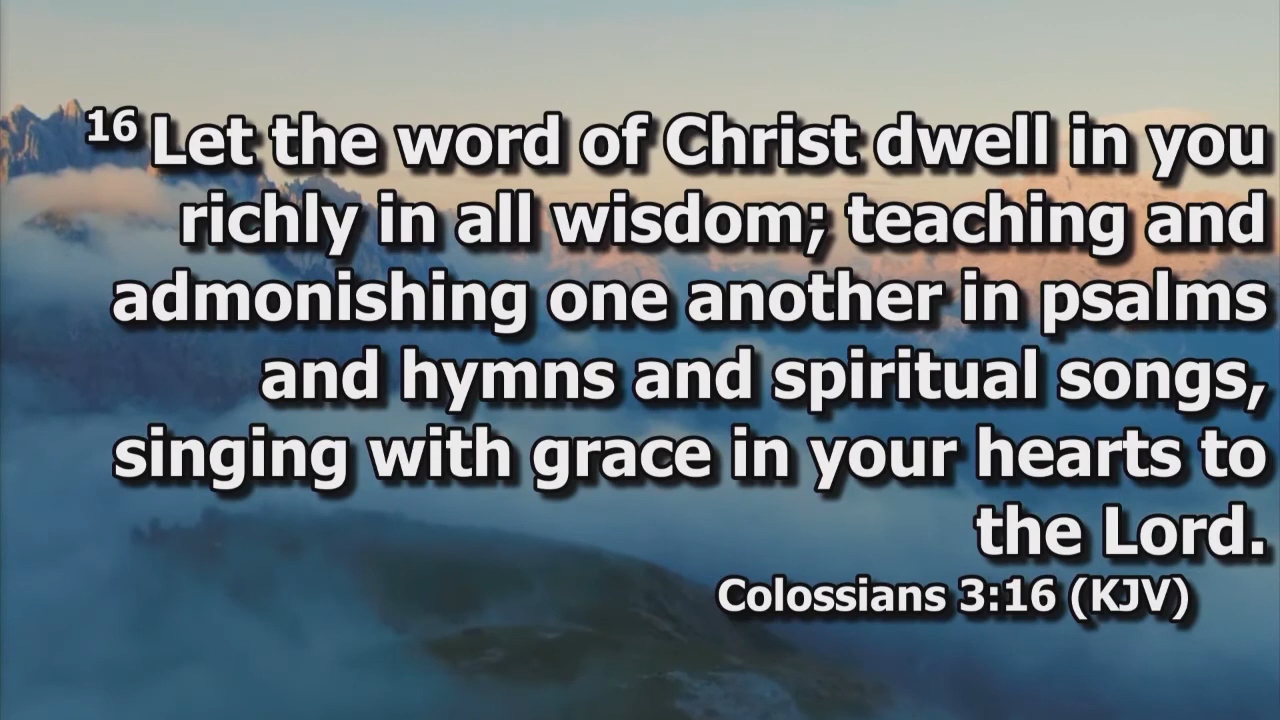 16 Let the word of Christ dwell in you
richly in all wisdom; teaching and
admonishing one another in psalms
and hymns and spiritual songs,
singing with grace in your hearts to
the Lord.
Colossians 3:16 (KJV)